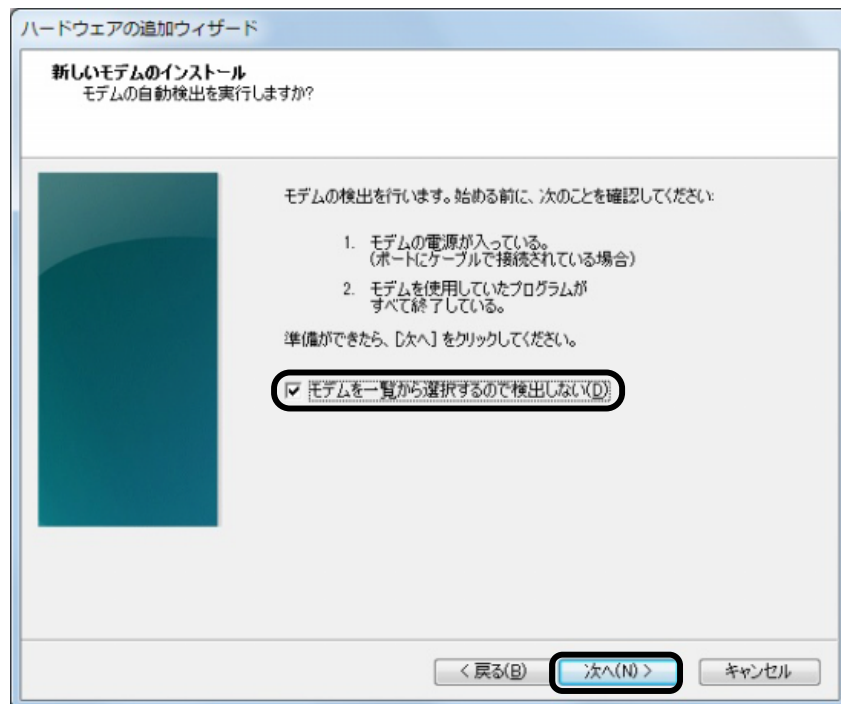 ハードウェアの追加ウィザード
新しいモデムのインストール
モデムの自動検出を実行しますか?
モデムの検出を行います。始める前に、次のことを確認してください:
1. モデムの電源が入っている。
(ポートにケーブルで接続されている場合)
2. モデムを使用していたプログラムが
すべて終了している。
準備ができたら、[次へ] をクリックしてください。
モデムを一覧から選択するので検出しない(D)
< 戻る(B) 次へ(N) > キャンセル